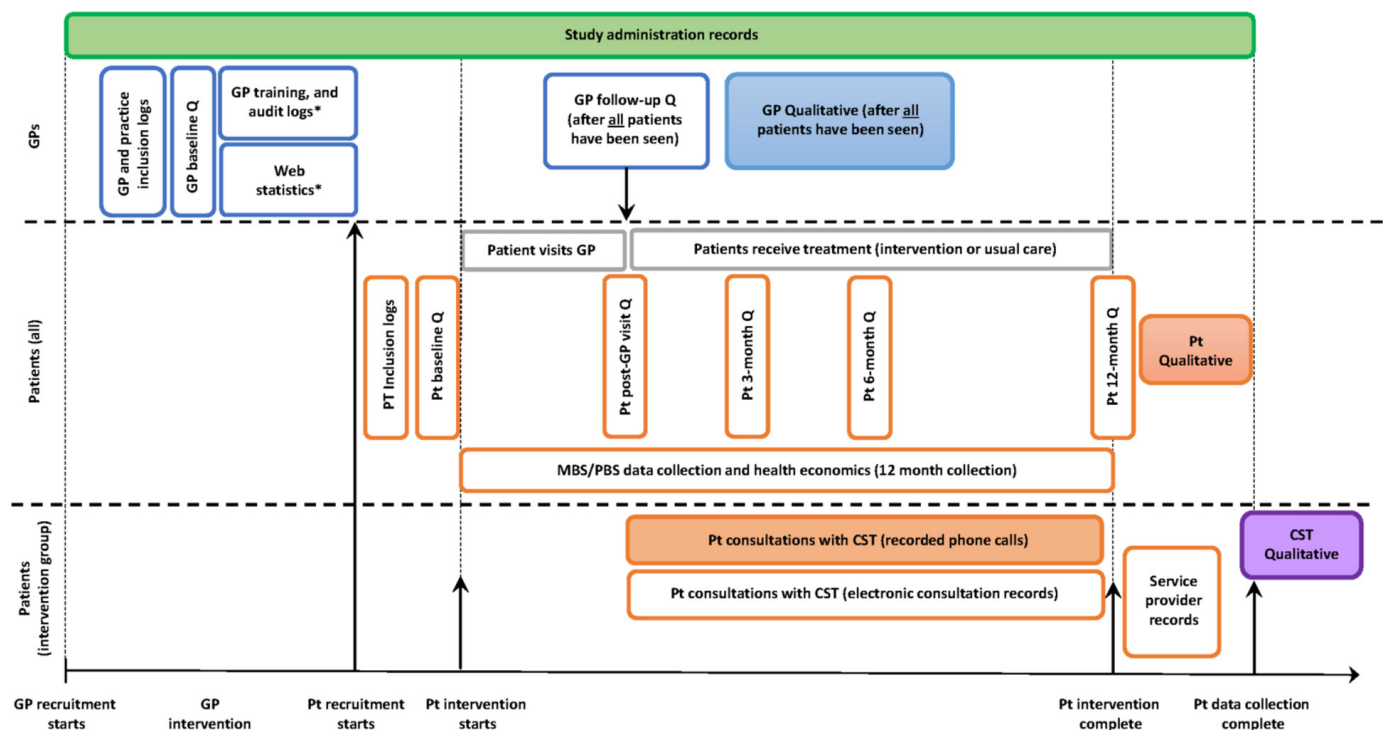 Study administration records
GPs
GP and practice
inclusion logs
GP baseline Q
GP training, and
audit logs*
Web
statistics*
GP follow-up Q
(after all patients
have been seen)
GP Qualitative (after all
patients have been seen)
Patients (all)
Patient visits GP
Patients receive treatment (intervention or usual care)
PT Inclusion logs
Pt baseline Q
Pt post-GP visit Q
Pt 3-month Q
Pt 6-month Q
Pt 12-month Q
Pt
Qualitative
MBS/PBS data collection and health economics (12 month collection)
Patients
(intervention group)
Pt consultations with CST (recorded phone calls)
Pt consultations with CST (electronic consultation records)
Service
provider
records
CST
Qualitative
GP recruitment
starts
GP
intervention
Pt recruitment
starts
Pt intervention
starts
Pt intervention
complete
Pt data collection
complete